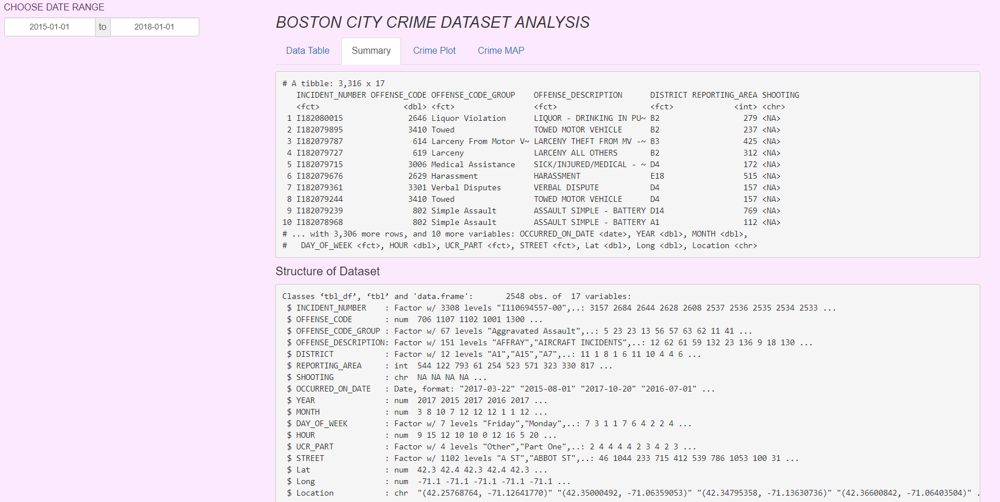 CHOOSE DATE RANGE
2015-01-01 to 2018-01-01
BOSTON CITY CRIME DATASET ANALYSIS
Data Table Summary Crime Plot Crime MAP
# A tibble: 3,316 x 17
   INCIDENT_NUMBER OFFENSE_CODE OFFENSE_CODE_GROUP    OFFENSE_DESCRIPTION      DISTRICT REPORTING_AREA SHOOTING
   <fct>                  <dbl> <fct>                 <fct>                    <fct>             <int> <chr>
 1 I182080015              2646 Liquor Violation      LIQUOR - DRINKING IN PU~ B2                  279 <NA>
 2 I182079895              3410 Towed                 TOWED MOTOR VEHICLE      B2                  237 <NA>
 3 I182079787               614 Larceny From Motor V~ LARCENY THEFT FROM MV -~ B3                  425 <NA>
 4 I182079727               619 Larceny               LARCENY ALL OTHERS       B2                  312 <NA>
 5 I182079715              3006 Medical Assistance    SICK/INJURED/MEDICAL - ~ D4                  172 <NA>
 6 I182079676              2629 Harassment            HARASSMENT               E18                 515 <NA>
 7 I182079361              3301 Verbal Disputes       VERBAL DISPUTE           D4                  157 <NA>
 8 I182079244              3410 Towed                 TOWED MOTOR VEHICLE      D4                  157 <NA>
 9 I182079239               802 Simple Assault        ASSAULT SIMPLE - BATTERY D14                 769 <NA>
10 I182078968               802 Simple Assault        ASSAULT SIMPLE - BATTERY A1                  112 <NA>
# ... with 3,306 more rows, and 10 more variables: OCCURRED_ON_DATE <date>, YEAR <dbl>, MONTH <dbl>,
#   DAY_OF_WEEK <fct>, HOUR <dbl>, UCR_PART <fct>, STREET <fct>, Lat <dbl>, Long <dbl>, Location <chr>
Structure of Dataset
Classes ‘tbl_df’, ‘tbl’ and 'data.frame':       2548 obs. of  17 variables:
 $ INCIDENT_NUMBER    : Factor w/ 3308 levels "I110694557-00",..: 3157 2684 2644 2628 2608 2537 2536 2535 2534 2533 ...
 $ OFFENSE_CODE       : num  706 1107 1102 1001 1300 ...
 $ OFFENSE_CODE_GROUP : Factor w/ 67 levels "Aggravated Assault",..: 5 23 23 13 56 57 63 62 11 41 ...
 $ OFFENSE_DESCRIPTION: Factor w/ 151 levels "AFFRAY","AIRCRAFT INCIDENTS",..: 12 62 61 59 132 23 136 9 18 130 ...
 $ DISTRICT           : Factor w/ 12 levels "A1","A15","A7",..: 11 1 8 1 6 11 10 4 4 6 ...
 $ REPORTING_AREA     : int  544 122 793 61 254 523 571 323 330 817 ...
 $ SHOOTING           : chr  NA NA NA NA ...
 $ OCCURRED_ON_DATE   : Date, format: "2017-03-22" "2015-08-01" "2017-10-20" "2016-07-01" ...
 $ YEAR               : num  2017 2015 2017 2016 2017 ...
 $ MONTH              : num  3 8 10 7 12 12 12 1 1 12 ...
 $ DAY_OF_WEEK        : Factor w/ 7 levels "Friday","Monday",..: 7 3 1 1 7 6 4 2 2 4 ...
 $ HOUR               : num  9 15 12 10 10 0 12 16 5 20 ...
 $ UCR_PART           : Factor w/ 4 levels "Other","Part One",..: 2 4 4 4 4 2 3 4 2 3 ...
 $ STREET             : Factor w/ 1102 levels "A ST","ABBOT ST",..: 46 1044 233 715 412 539 786 1053 100 31 ...
 $ Lat                : num  42.3 42.4 42.3 42.4 42.3 ...
 $ Long               : num  -71.1 -71.1 -71.1 -71.1 -71.1 ...
 $ Location           : chr  "(42.25768764, -71.12641770)" "(42.35000492, -71.06359053)" "(42.34795358, -71.13630736)" "(42.36600842, -71.06403504)" .